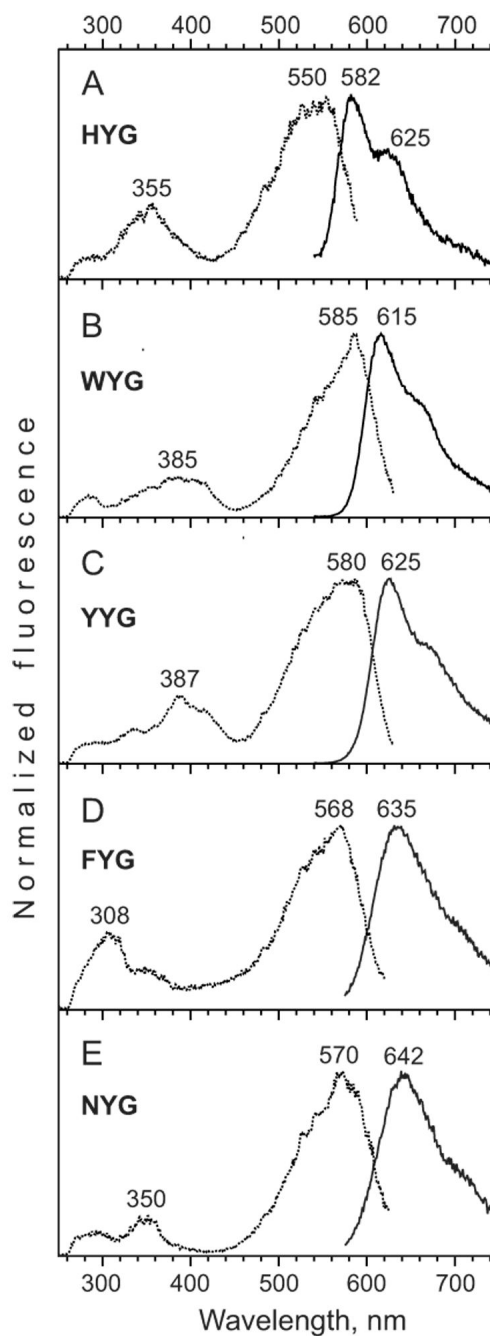 300 400 500 600 700
A
550 582
HYG
625
355
B
585 615
WYG
385
C
580 625
YYG
387
D
568 635
FYG
308
E
570 642
NYG
350
300 400 500 600 700
Wavelength, nm
Normalized fluorescence